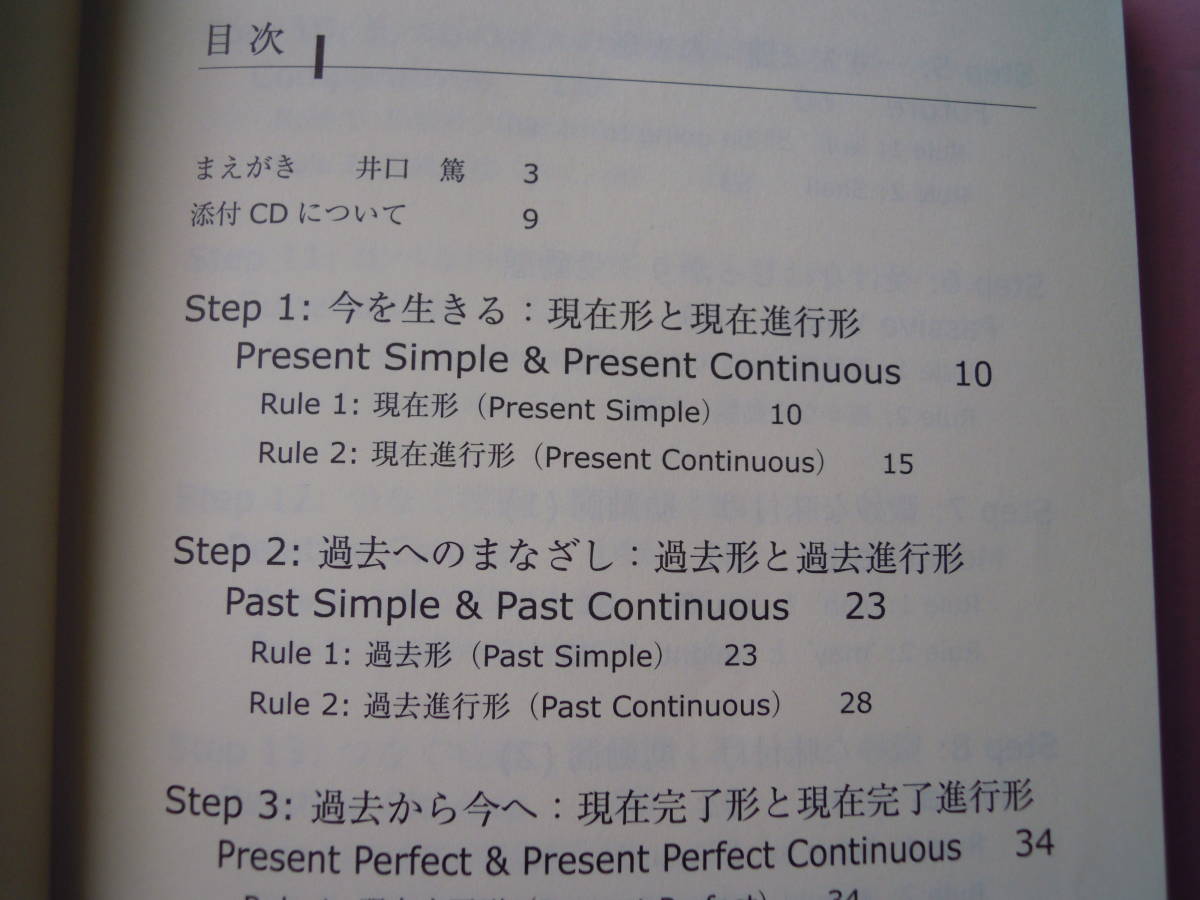 目次
まえがき 井口 篤 3
添付CDについて 9
Step 1: 今を生きる：現在形と現在進行形
Present Simple & Present Continuous 10
Rule 1: 現在形（Present Simple） 10
Rule 2: 現在進行形（Present Continuous） 15
Step 2: 過去へのまなざし：過去形と過去進行形
Past Simple & Past Continuous 23
Rule 1: 過去形（Past Simple） 23
Rule 2: 過去進行形（Past Continuous） 28
Step 3: 過去から今へ：現在完了形と現在完了進行形
Present Perfect & Present Perfect Continuous 34